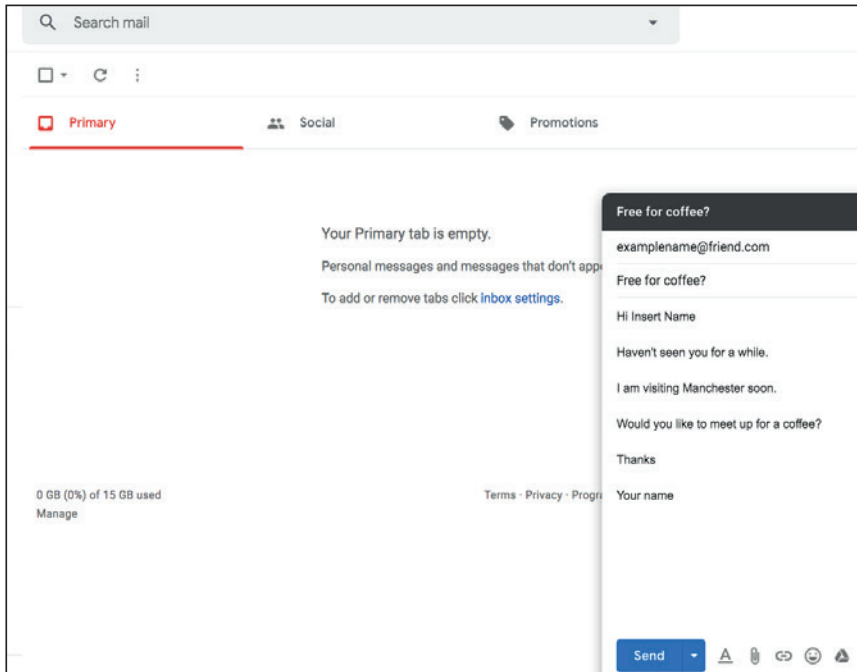 Search mail
Primary
Social
Promotions
Your Primary tab is empty.
Personal messages and messages that don't
To add or remove tabs click inbox settings.
0 GB (0%) of 15 GB used
Manage
Terms · Privacy ·
Free for coffee?
examplename@friend.com
Free for coffee?
Hi Insert Name
Haven't seen you for a while.
I am visiting Manchester soon.
Would you like to meet up for a coffee?
Thanks
Your name
Send